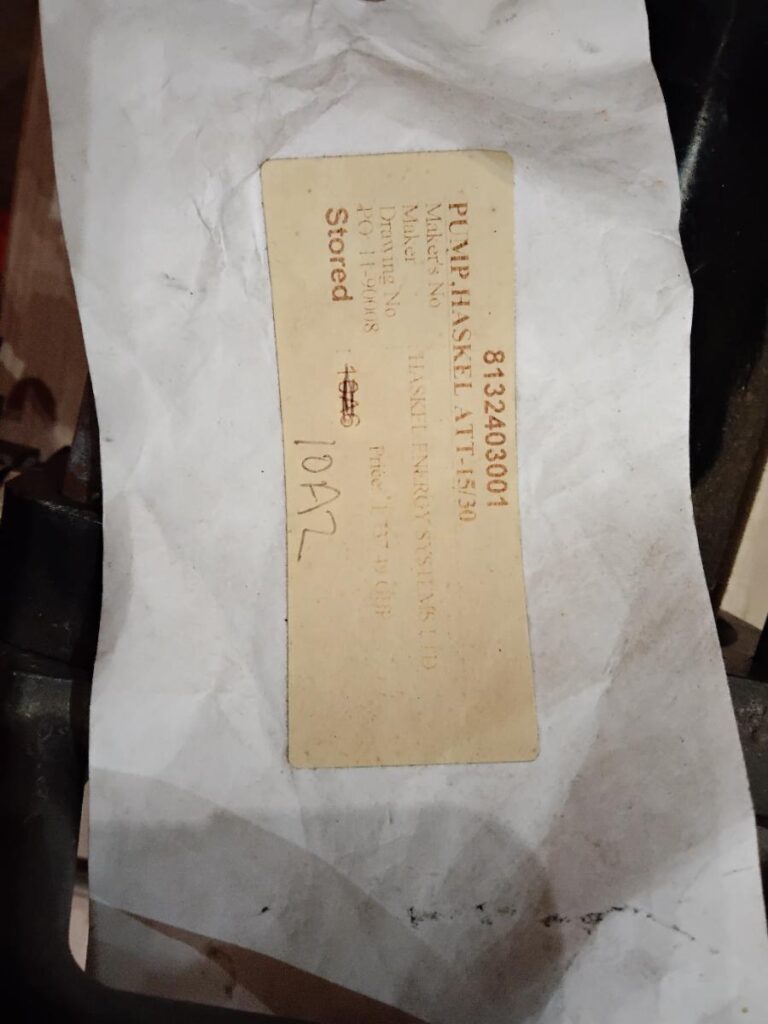 8132403001
PUMP,HASKEL ATT-15/30
Maker's No
Maker HASKEL ENERGY SYSTEMS LTD
Drawing No Price:
PO 11-90008
Stored :
10A2